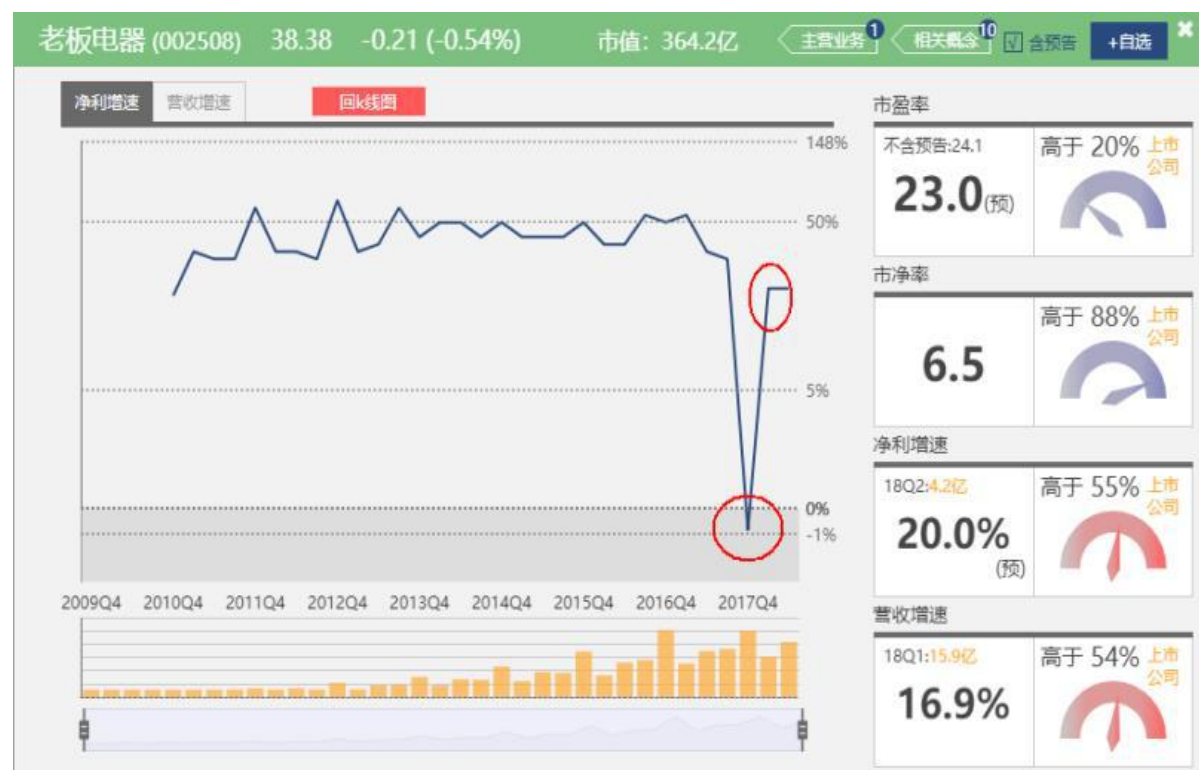 老板电器 (002508) 38.38 -0.21 (-0.54%) 市值：364.2亿 主营业务 1 相关概念 10 含预告 +自选
净利增速 营收增速 回k线图
148%
50%
5%
0%
-1%
2009Q4 2010Q4 2011Q4 2012Q4 2013Q4 2014Q4 2015Q4 2016Q4 2017Q4
市盈率
不含预告:24.1
23.0(预)
高于 20% 上市
公司
市净率
6.5
高于 88% 上市
公司
净利增速
18Q2:4.2亿
20.0%
(预)
高于 55% 上市
公司
营收增速
18Q1:15.9亿
16.9%
高于 54% 上市
公司